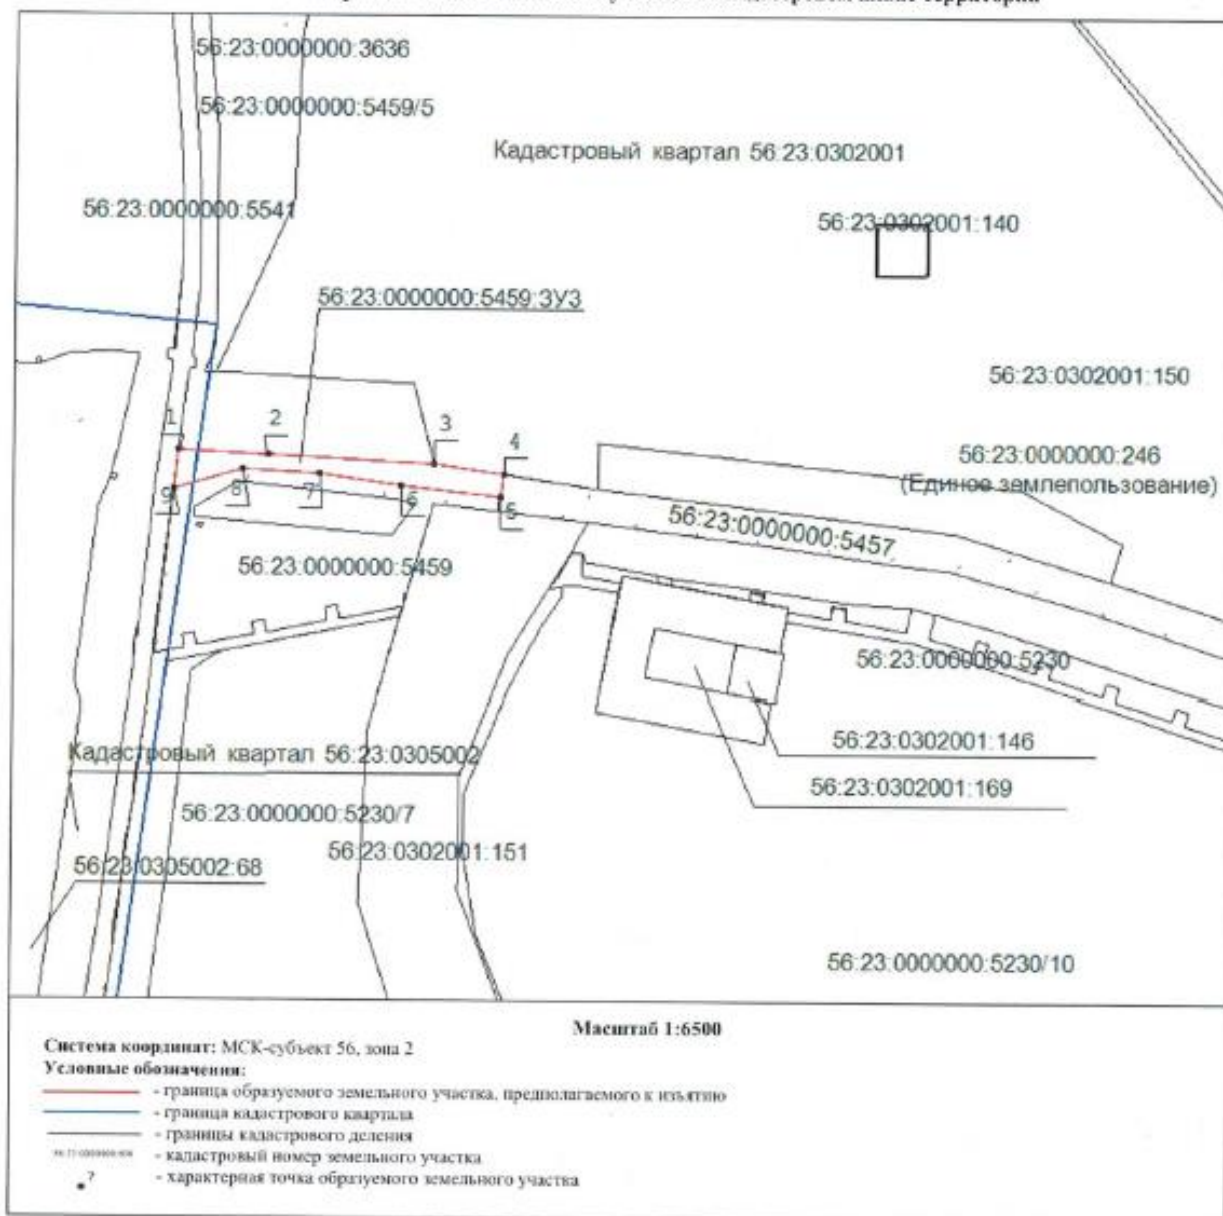 56:23:0000000:3636
56:23:0000000:5459/5
Кадастровый квартал 56:23:0302001
56:23:0000000:5541
56:23:0302001:140
56:23:0000000:5459:ЗУ3
56:23:0302001:150
1
2
3
4
56:23:0000000:246
(Единое землепользование)
9
8
7
6
5
56:23:0000000:5457
56:23:0000000:5459
56:23:0000000:5230
Кадастровый квартал 56:23:0305002
56:23:0302001:146
56:23:0302001:169
56:23:0000000:5230/7
56:23:0302001:151
56:23:0305002:68
56:23:0000000:5230/10
Масштаб 1:6500
Система координат: МСК-субъект 56, зона 2
Условные обозначения:
- граница образуемого земельного участка, предполагаемого к изъятию
- граница кадастрового квартала
- границы кадастрового деления
- кадастровый номер земельного участка
?
- характерная точка образуемого земельного участка